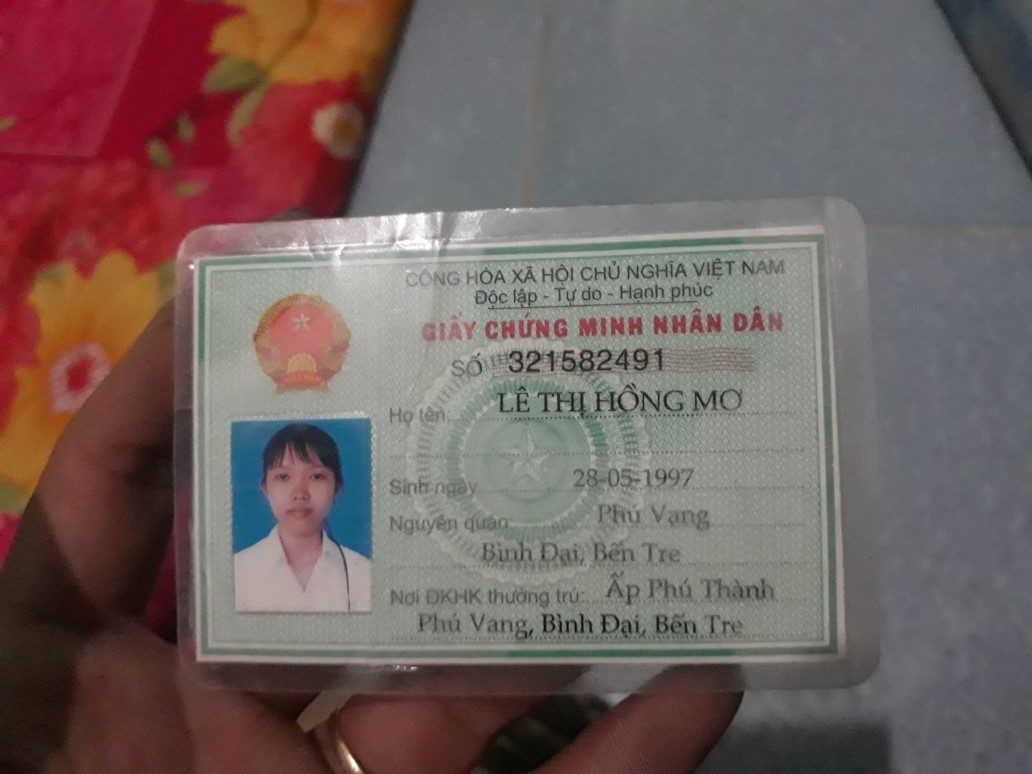 CỘNG HÒA XÃ HỘI CHỦ NGHĨA VIỆT NAM
Độc lập - Tự do - Hạnh phúc
GIẤY CHỨNG MINH NHÂN DÂN
SỐ 321582491
Họ tên: LÊ THỊ HỒNG MƠ
Sinh ngày 28-05-1997
Nguyên quán: Phú Vang
Bình Đại, Bến Tre
Nơi ĐKHK thường trú: Ấp Phú Thành
Phú Vang, Bình Đại, Bến Tre